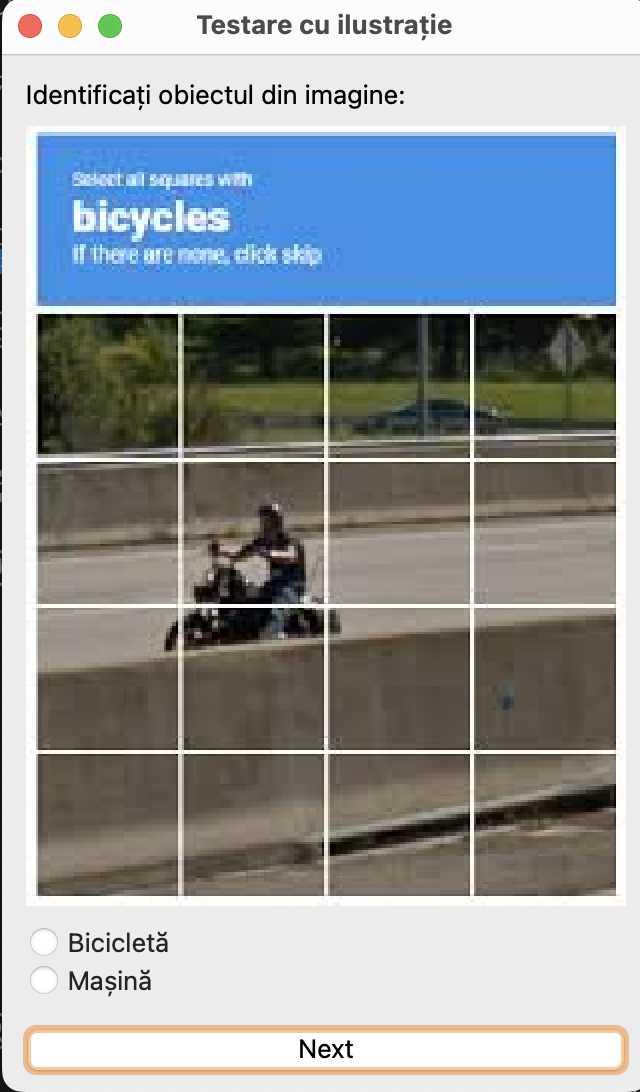 Testare cu ilustrație
Identificați obiectul din imagine:
Select all squares with
bicycles
If there are none, click skip
Bicicletă
Mașină
Next